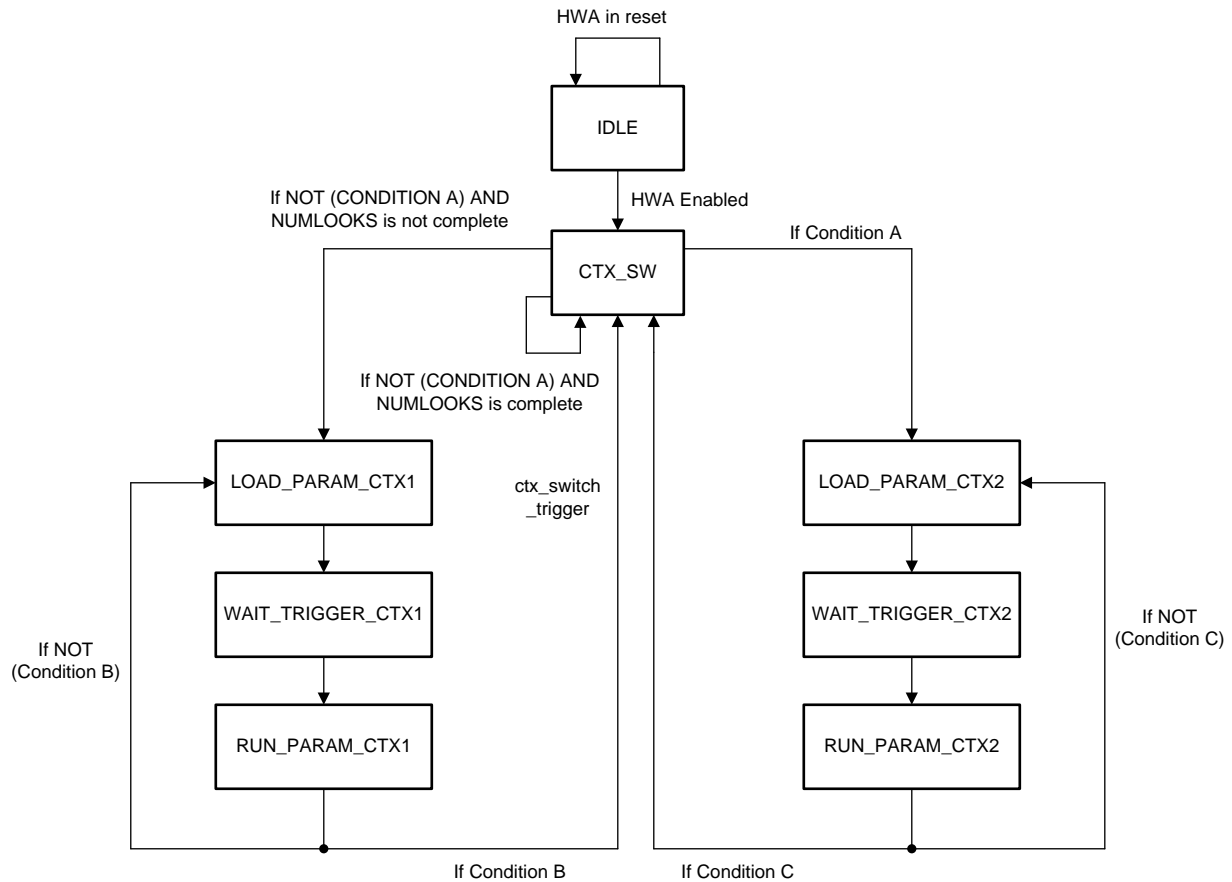 HWA in reset
IDLE
HWA Enabled
If NOT (CONDITION A) AND
NUMLOOKS is not complete
If Condition A
CTX_SW
If NOT (CONDITION A) AND
NUMLOOKS is complete
LOAD_PARAM_CTX1
ctx_switch
_trigger
LOAD_PARAM_CTX2
WAIT_TRIGGER_CTX1
WAIT_TRIGGER_CTX2
If NOT
(Condition B)
If NOT
(Condition C)
RUN_PARAM_CTX1
RUN_PARAM_CTX2
If Condition B
If Condition C